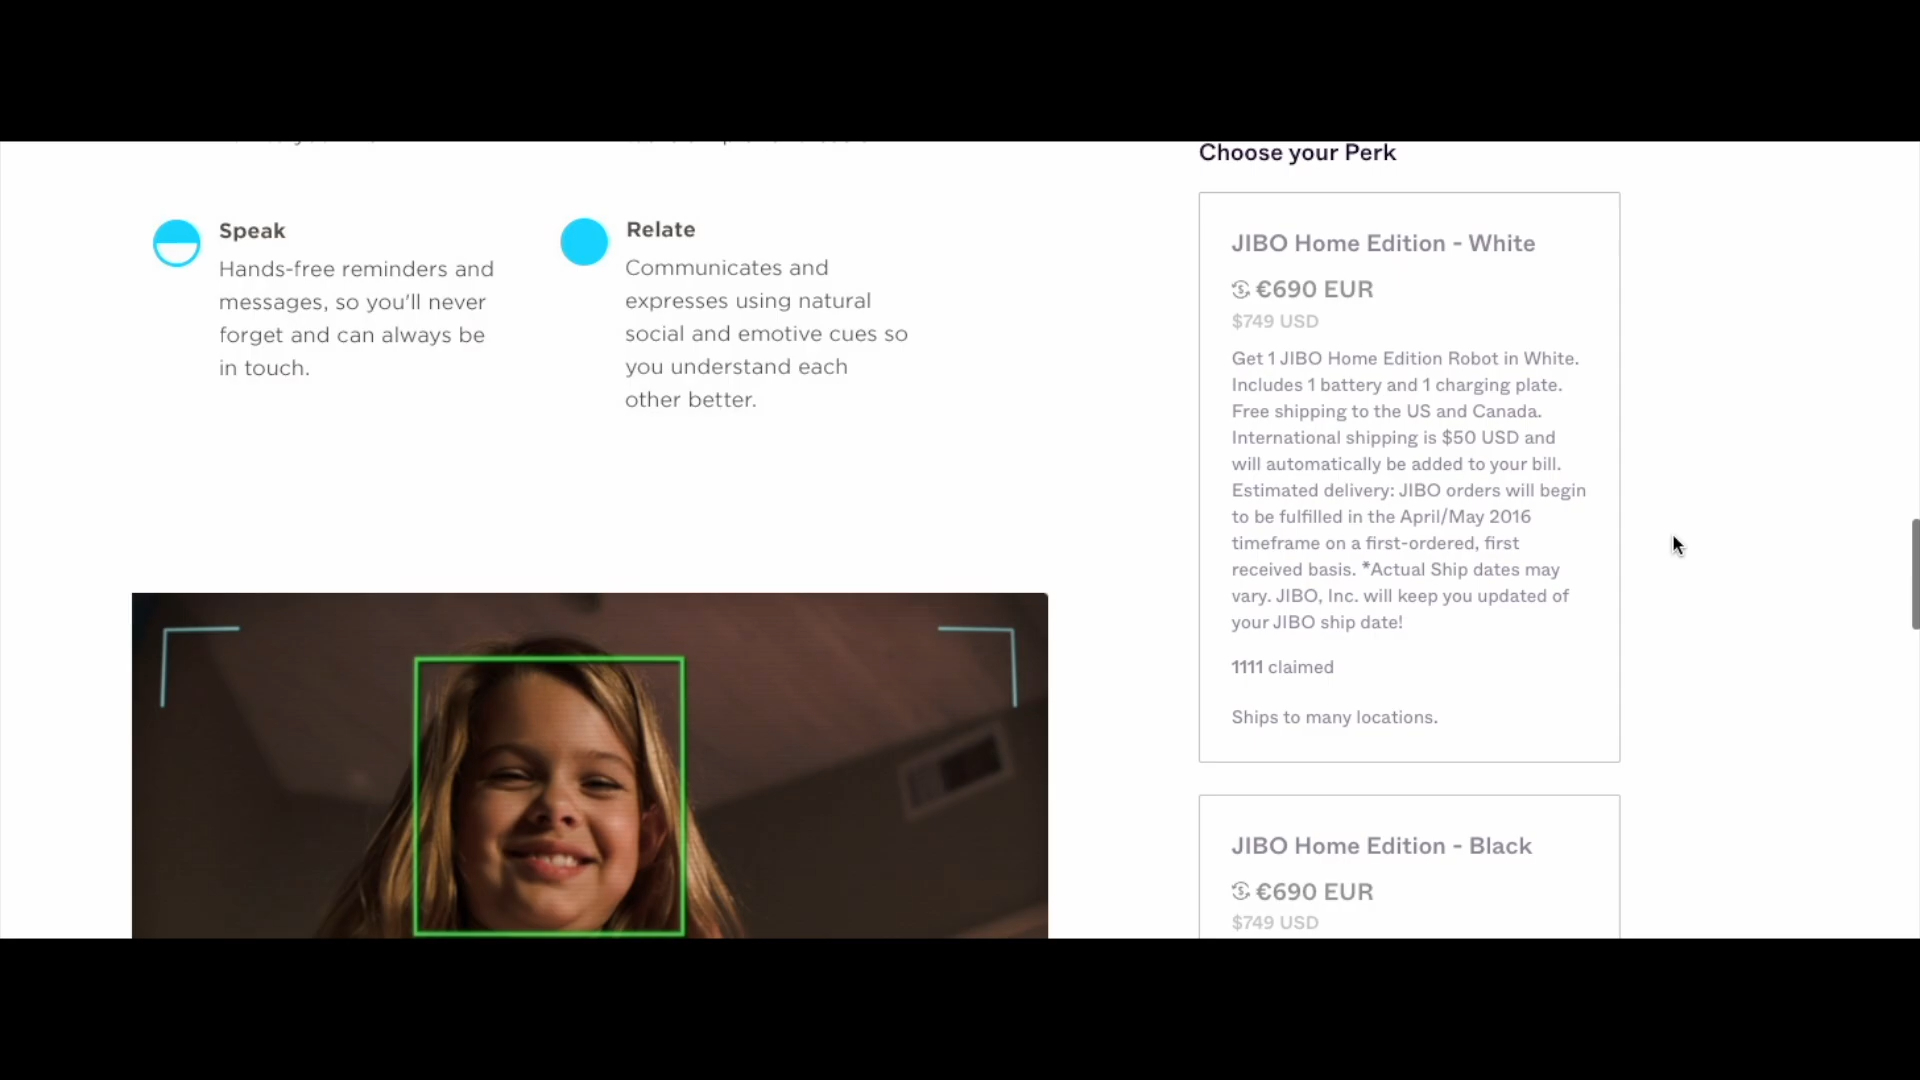 Speak
Hands-free reminders and
messages, so you'll never
forget and can always be
in touch.
Relate
Communicates and
expresses using natural
social and emotive cues so
you understand each
other better.
Choose your Perk
JIBO Home Edition - White
€690 EUR
$749 USD
Get 1 JIBO Home Edition Robot in White.
Includes 1 battery and 1 charging plate.
Free shipping to the US and Canada.
International shipping is $50 USD and
will automatically be added to your bill.
Estimated delivery: JIBO orders will begin
to be fulfilled in the April/May 2016
timeframe on a first-ordered, first
received basis. *Actual Ship dates may
vary. JIBO, Inc. will keep you updated of
your JIBO ship date!
1111 claimed
Ships to many locations.
JIBO Home Edition - Black
€690 EUR
$749 USD